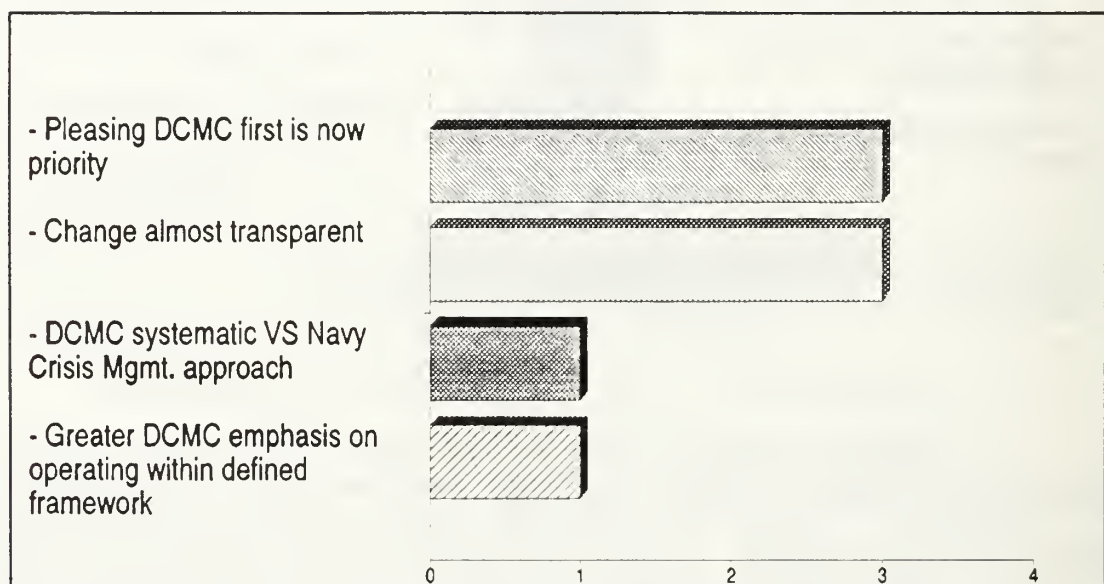 - Pleasing DCMC first is now
priority
- Change almost transparent
- DCMC systematic VS Navy
Crisis Mgmt. approach
- Greater DCMC emphasis on
operating within defined
framework
0 1 2 3 4